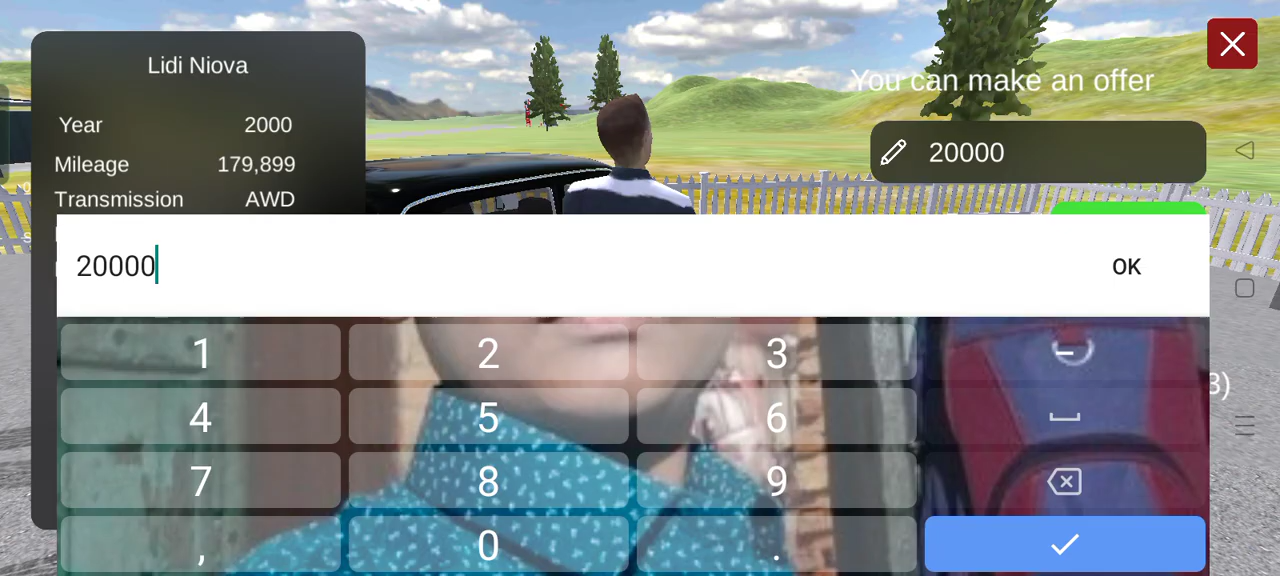 Lidi Niova
Year 2000
Mileage 179,899
Transmission AWD
You can make an offer
20000
20000
OK
1 2 3 -
4 5 6
7 8 9
, 0 .